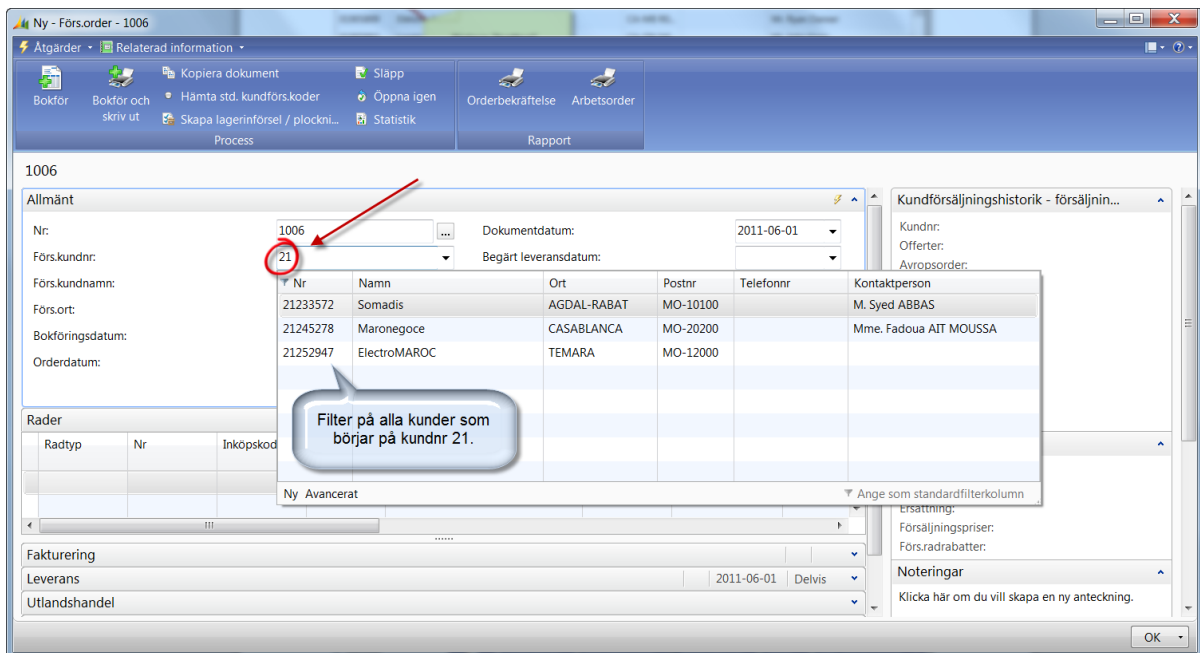 Ny - Förs.order - 1006
Åtgärder Relaterad information
Bokför
Bokför och skriv ut
Kopiera dokument
Hämta std. kundförs.koder
Skapa lagerinförsel / plockni...
Släpp
Öppna igen
Statistik
Process
Orderbekräftelse
Arbetsorder
Rapport
1006
Allmänt
Nr: 1006 ... Dokumentdatum: 2011-06-01
Förs.kundnr: 21 Begärt leveransdatum:
Förs.kundnamn:
Förs.ort:
Bokföringsdatum:
Orderdatum:
Nr Namn Ort Postnr Telefonnr Kontaktperson
21233572 Somadis AGDAL-RABAT MO-10100 M. Syed ABBAS
21245278 Maronegoce CASABLANCA MO-20200 Mme. Fadoua AIT MOUSSA
21252947 ElectroMAROC TEMARA MO-12000
Filter på alla kunder som
börjar på kundnr 21.
Ny Avancerat Ange som standardfilterkolumn
Rader
Radtyp Nr Inköpskod
Fakturering
Leverans 2011-06-01 Delvis
Utlandshandel
Kundförsäljningshistorik - försäljnin...
Kundnr:
Offerter:
Avropsorder:
Ersättning:
Försäljningspriser:
Förs.radrabatter:
Noteringar
Klicka här om du vill skapa en ny anteckning.
OK